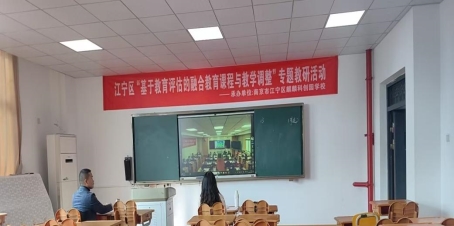 江宁区“基于教育评估的融合教育课程与教学调整”专题教研活动
——承办单位:南京市江宁区麒麟科创园学校